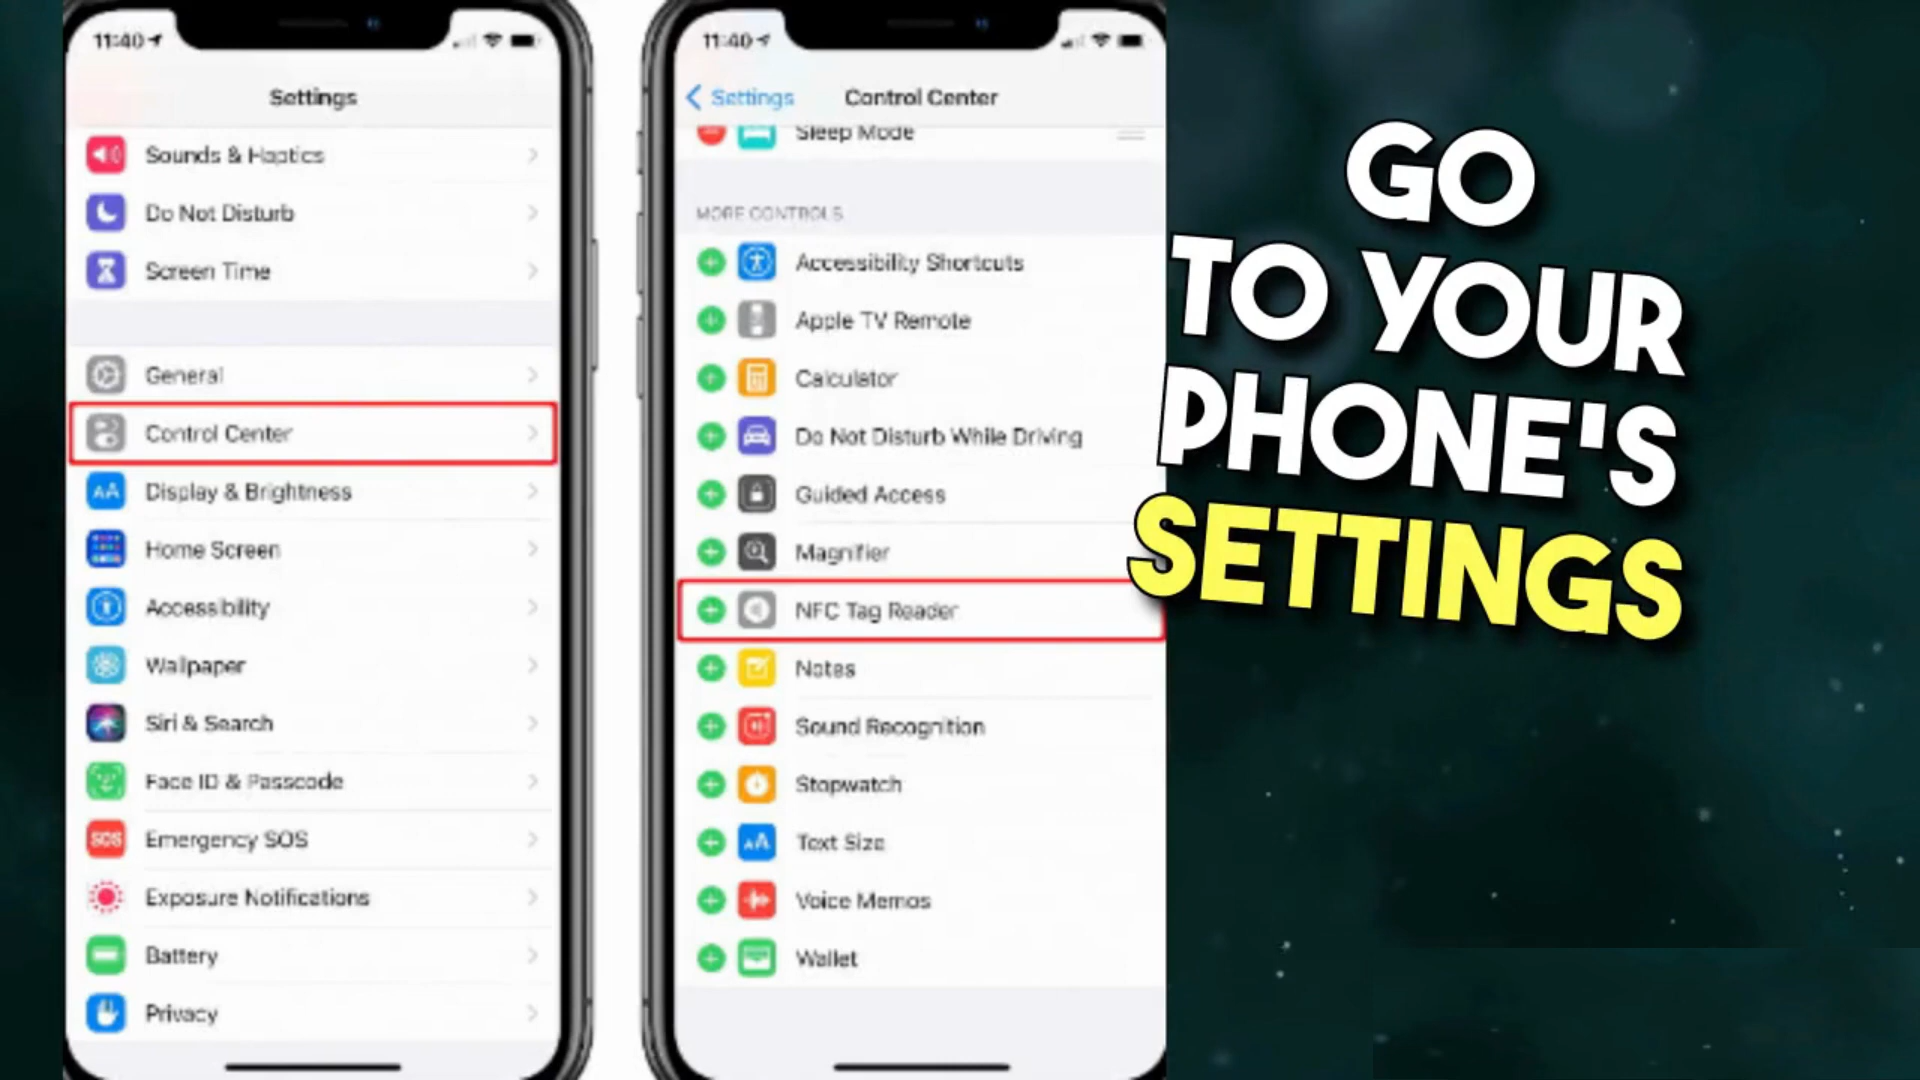 11:40
Settings
Sounds & Haptics
Do Not Disturb
Screen Time
General
Control Center
AA
Display & Brightness
Home Screen
Accessibility
Wallpaper
Siri & Search
Face ID & Passcode
SOS
Emergency SOS
Exposure Notifications
Battery
Privacy
11:40
Settings
Control Center
Sleep Mode
MORE CONTROLS
Accessibility Shortcuts
Apple TV Remote
Calculator
Do Not Disturb While Driving
Guided Access
Magnifier
NFC Tag Reader
Notes
Sound Recognition
Stopwatch
AA
Text Size
Voice Memos
Wallet
GO
TO YOUR
PHONE'S
SETTINGS